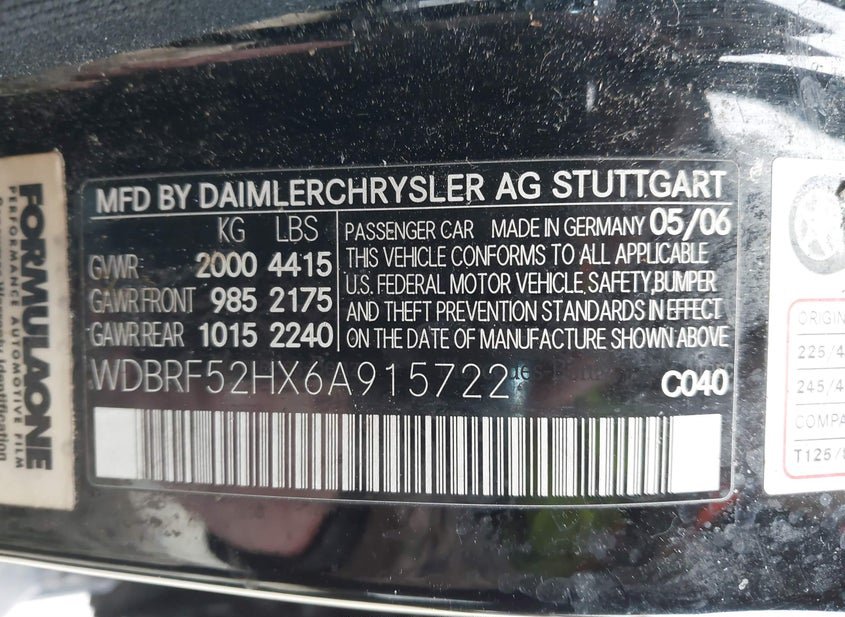 MFD BY DAIMLERCHRYSLER AG STUTTGART
KG LBS
GVWR 2000 4415
GAWR FRONT 985 2175
GAWR REAR 1015 2240
PASSENGER CAR MADE IN GERMANY 05/06
THIS VEHICLE CONFORMS TO ALL APPLICABLE
U.S. FEDERAL MOTOR VEHICLE, SAFETY, BUMPER
AND THEFT PREVENTION STANDARDS IN EFFECT
ON THE DATE OF MANUFACTURE SHOWN ABOVE
WDBRF52HX6A915722 C040
FORMULAONE
PERFORMANCE AUTOMOTIVE FILM
Identification
225/4
245/4
T125/8